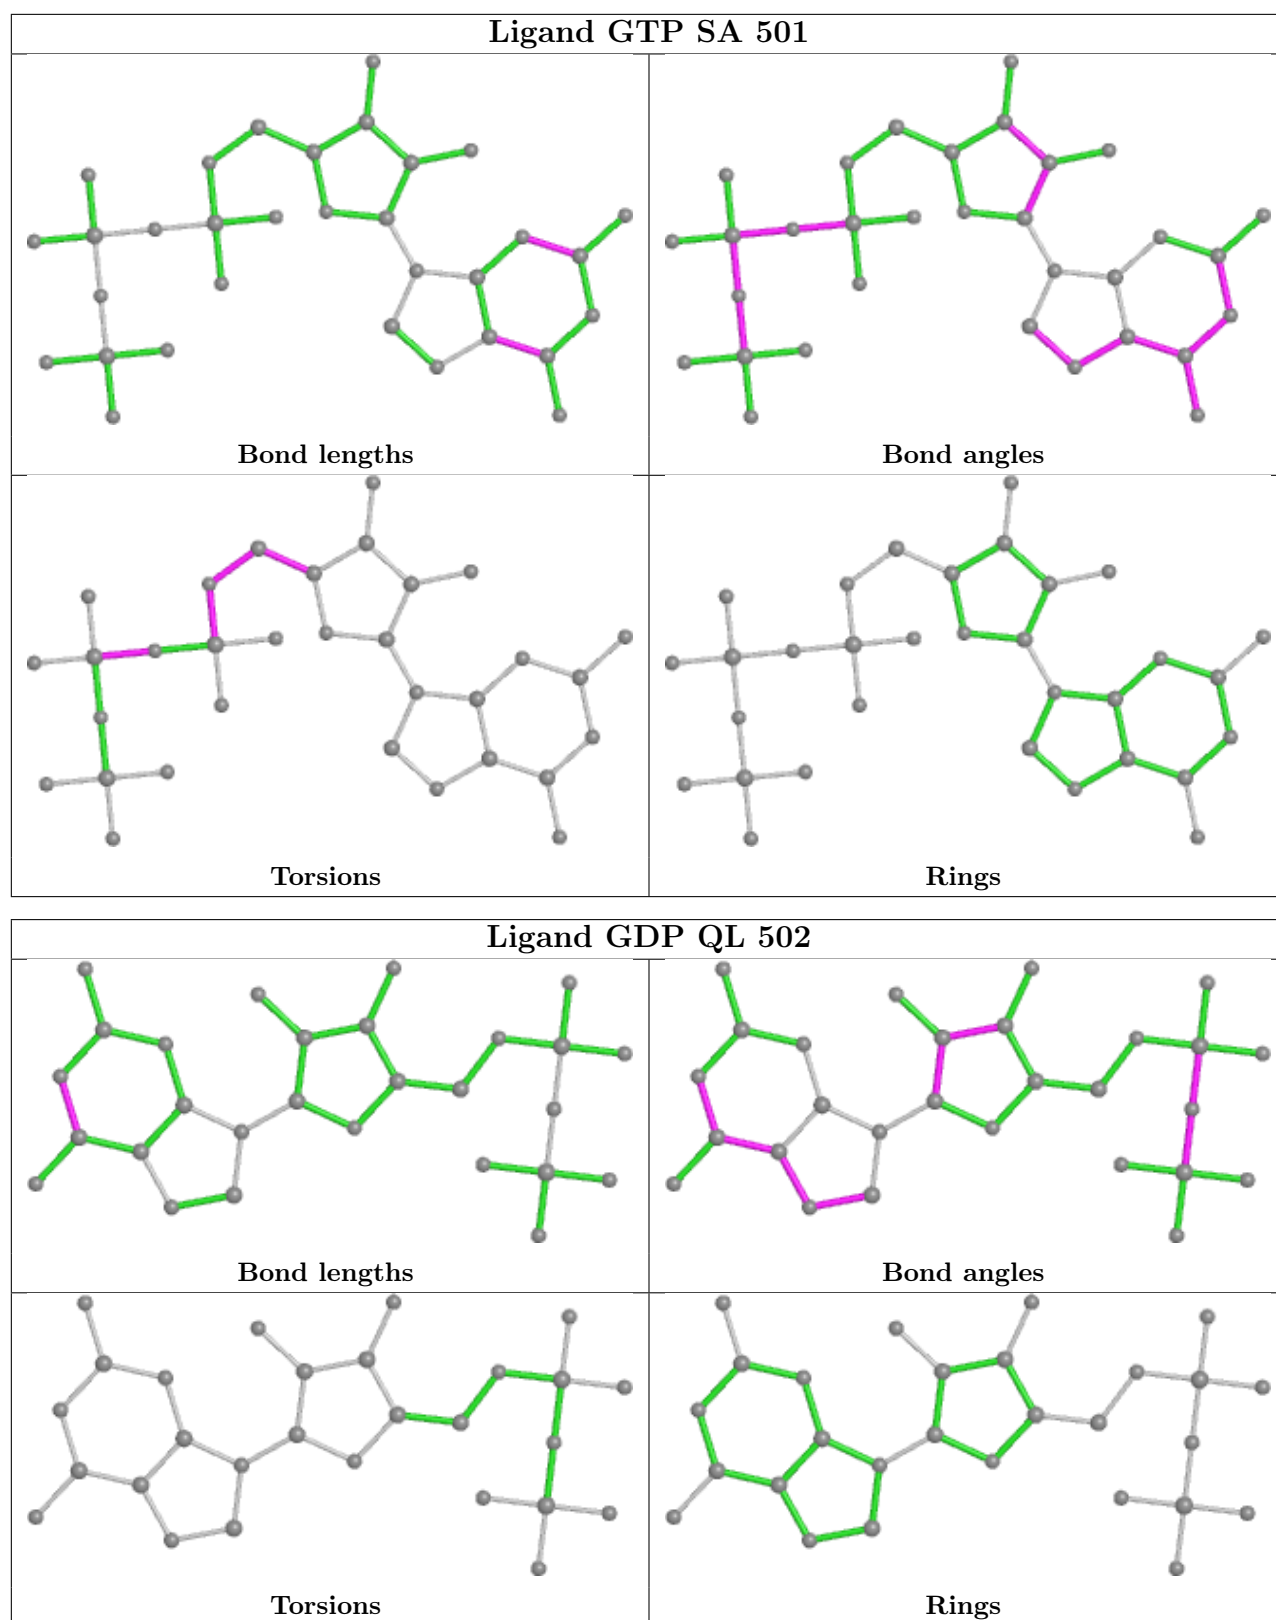 Ligand GTP SA 501
Bond lengths
Bond angles
Torsions
Rings
Ligand GDP QL 502
Bond lengths
Bond angles
Torsions
Rings